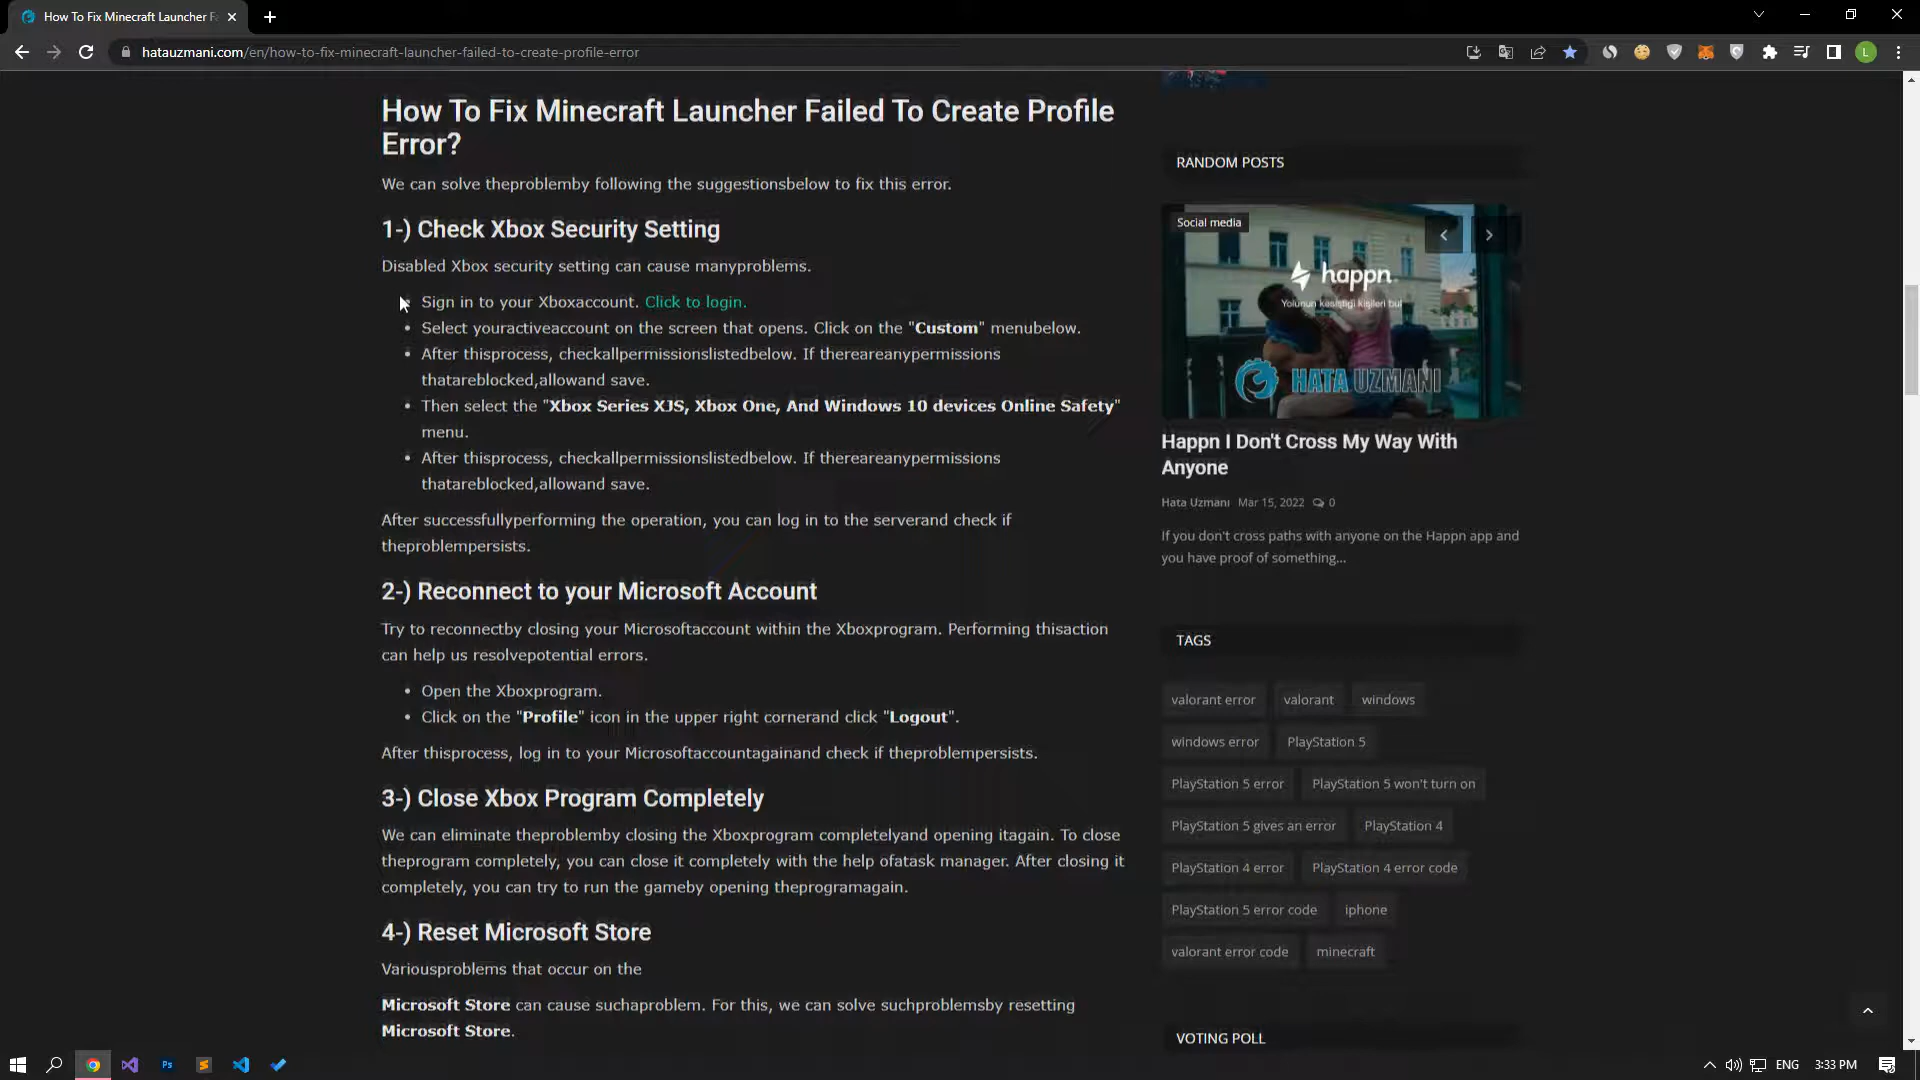 How To Fix Minecraft Launcher Fa
hatauzmani.com/en/how-to-fix-minecraft-launcher-failed-to-create-profile-error
L
How To Fix Minecraft Launcher Failed To Create Profile
Error?
We can solve theproblemby following the suggestionsbelow to fix this error.
1-) Check Xbox Security Setting
Disabled Xbox security setting can cause manyproblems.
• Sign in to your Xboxaccount. Click to login.
• Select youractiveaccount on the screen that opens. Click on the "Custom" menubelow.
• After thisprocess, checkallpermissionslistedbelow. If thereareanypermissions
thatareblocked,allowand save.
• Then select the "Xbox Series XJS, Xbox One, And Windows 10 devices Online Safety"
menu.
• After thisprocess, checkallpermissionslistedbelow. If thereareanypermissions
thatareblocked,allowand save.
After successfullyperforming the operation, you can log in to the serverand check if
theproblempersists.
2-) Reconnect to your Microsoft Account
Try to reconnectby closing your Microsoftaccount within the Xboxprogram. Performing thisaction
can help us resolvepotential errors.
• Open the Xboxprogram.
• Click on the "Profile" icon in the upper right cornerand click "Logout".
After thisprocess, log in to your Microsoftaccountagainand check if theproblempersists.
3-) Close Xbox Program Completely
We can eliminate theproblemby closing the Xboxprogram completelyand opening itagain. To close
theprogram completely, you can close it completely with the help ofatask manager. After closing it
completely, you can try to run the gameby opening theprogramagain.
4-) Reset Microsoft Store
Variousproblems that occur on the
Microsoft Store can cause suchaproblem. For this, we can solve suchproblemsby resetting
Microsoft Store.
RANDOM POSTS
Social media
happn
Yolunun kesiştiği kişileri bul
HATA UZMANI
Happn I Don't Cross My Way With
Anyone
Hata Uzmanı Mar 15, 2022 0
If you don't cross paths with anyone on the Happn app and
you have proof of something...
TAGS
valorant error valorant windows
windows error PlayStation 5
PlayStation 5 error PlayStation 5 won't turn on
PlayStation 5 gives an error PlayStation 4
PlayStation 4 error PlayStation 4 error code
PlayStation 5 error code iphone
valorant error code minecraft
VOTING POLL
Ps
ENG 3:33 PM